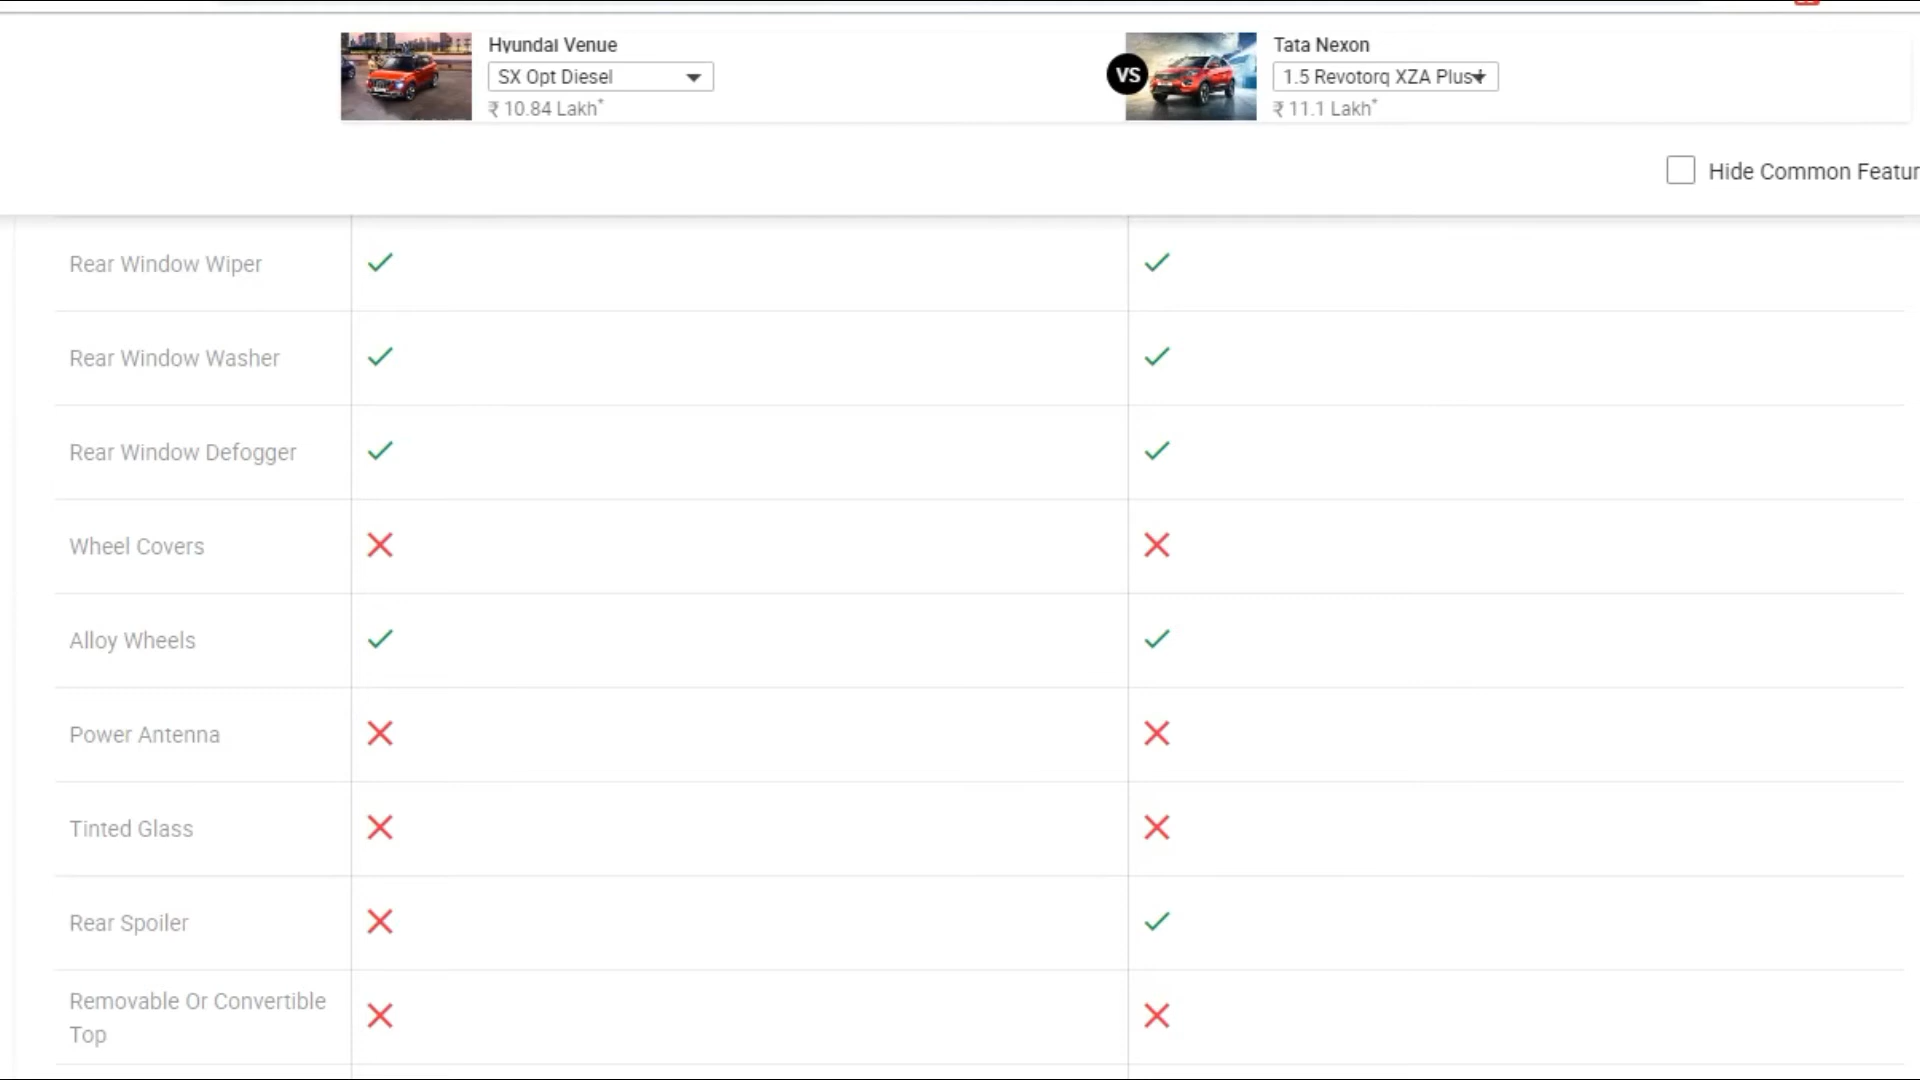 Hyundai Venue
SX Opt Diesel
₹ 10.84 Lakh*
VS
Tata Nexon
1.5 Revotorq XZA Plus
₹ 11.1 Lakh*
Hide Common Featur
Rear Window Wiper
Rear Window Washer
Rear Window Defogger
Wheel Covers
Alloy Wheels
Power Antenna
Tinted Glass
Rear Spoiler
Removable Or Convertible
Top